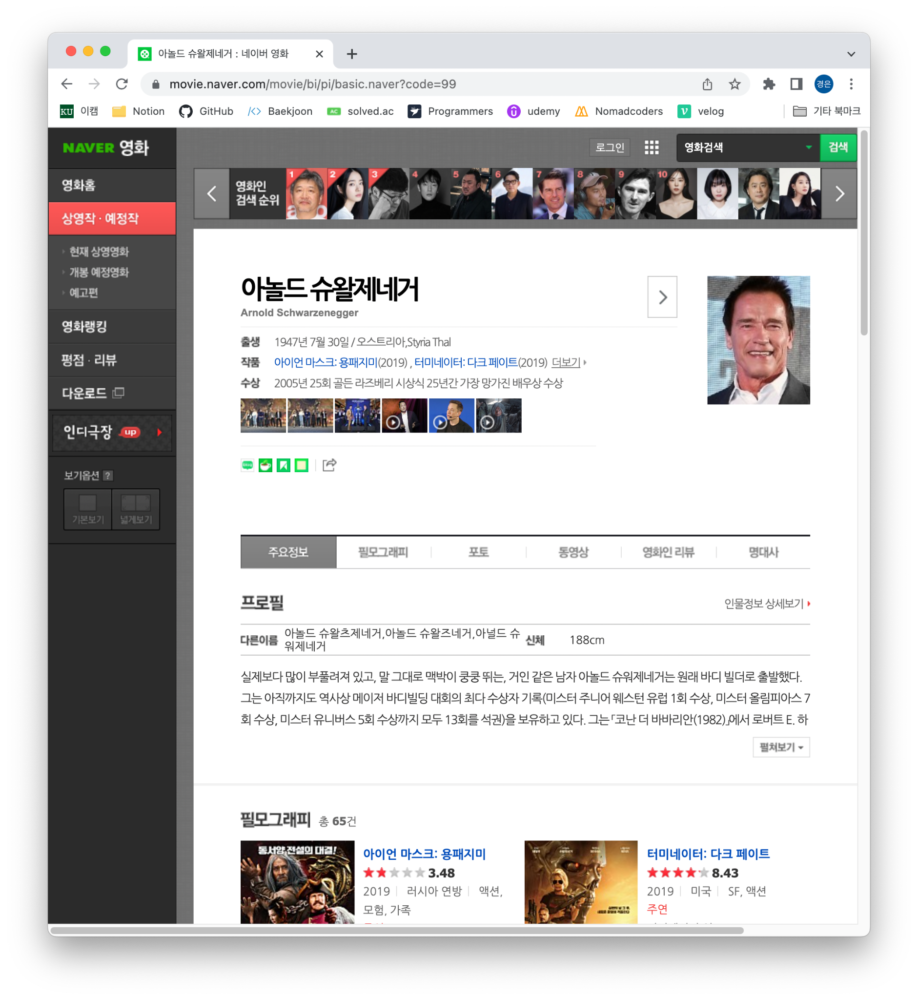 아놀드 슈왈제네거 : 네이버 영화
movie.naver.com/movie/bi/pi/basic.naver?code=99
경은
KU 이캠 Notion GitHub Baekjoon AC solved.ac Programmers udemy Nomadcoders velog 기타 북마크
NAVER 영화
로그인 영화검색 검색
영화홈
상영작 · 예정작
현재 상영영화
개봉 예정영화
예고편
영화랭킹
평점 · 리뷰
다운로드
인디극장 up
보기옵션 ?
기본보기 넓게보기
영화인
검색 순위
1 2 3 4 5 6 7 8 9 10
아놀드 슈왈제네거
Arnold Schwarzenegger
출생 1947년 7월 30일 / 오스트리아,Styria Thal
작품 아이언 마스크: 용패지미(2019) , 터미네이터: 다크 페이트(2019) 더보기
수상 2005년 25회 골든 라즈베리 시상식 25년간 가장 망가진 배우상 수상
blog
주요정보 필모그래피 포토 동영상 영화인 리뷰 명대사
프로필 인물정보 상세보기
다른이름 아놀드 슈왈츠제네거,아놀드 슈왈즈네거,아널드 슈
워제네거
신체 188cm
실제보다 많이 부풀려져 있고, 말 그대로 맥박이 쿵쿵 뛰는, 거인 같은 남자 아놀드 슈워제네거는 원래 바디 빌더로 출발했다.
그는 아직까지도 역사상 메이저 바디빌딩 대회의 최다 수상자 기록(미스터 주니어 웨스턴 유럽 1회 수상, 미스터 올림피아스 7
회 수상, 미스터 유니버스 5회 수상까지 모두 13회를 석권)을 보유하고 있다. 그는 「코난 더 바바리안(1982)」에서 로버트 E. 하
펼쳐보기
필모그래피 총 65건
동서양 전설의 대결!
아이언 마스크: 용패지미
3.48
2019 러시아 연방 액션,
모험, 가족
터미네이터: 다크 페이트
8.43
2019 미국 SF, 액션
주연